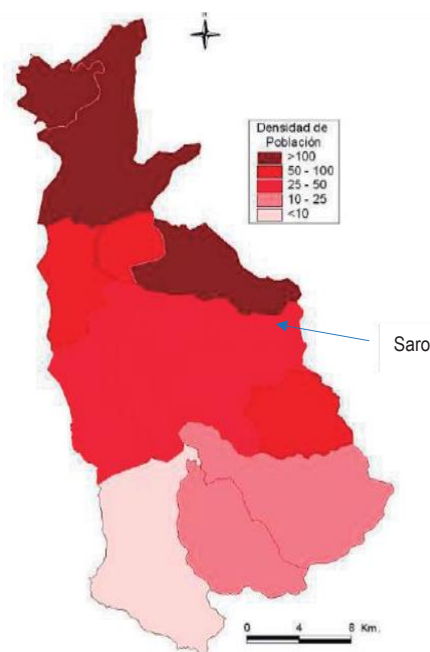 N
Densidad de
Población
>100
50 - 100
25 - 50
10 - 25
<10
Saro
0 4 8 Km.